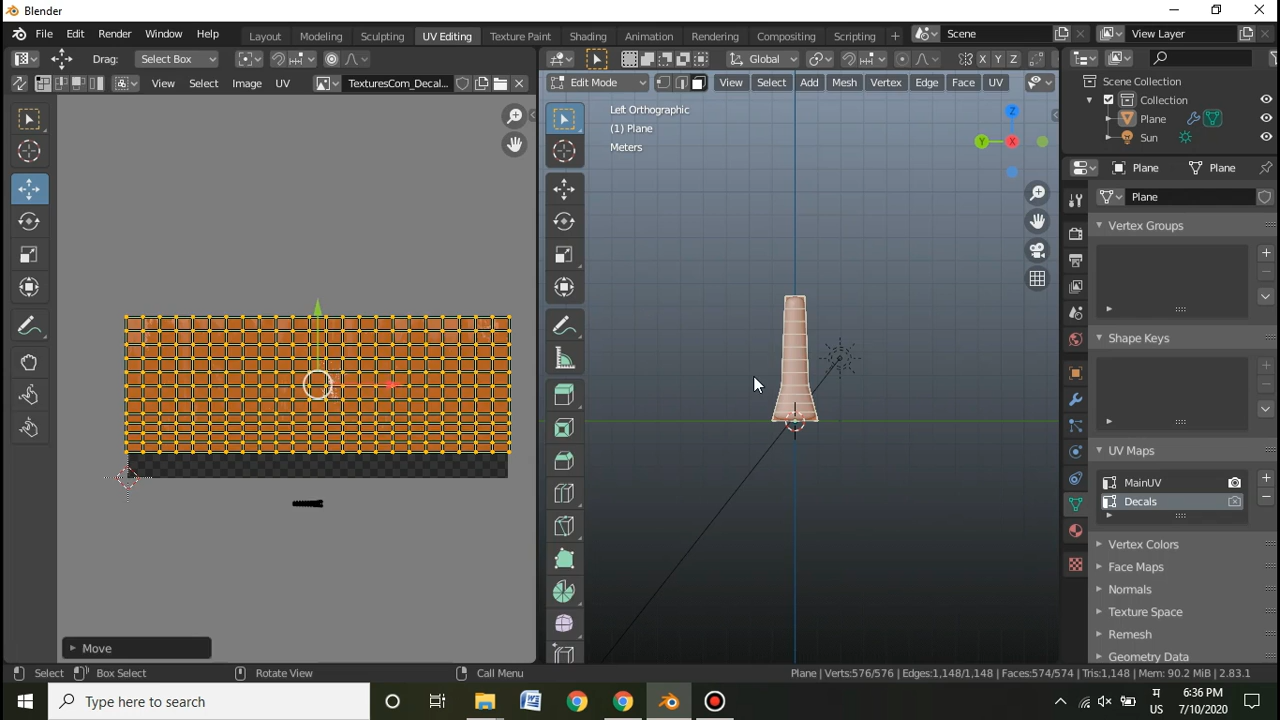 Blender
File Edit Render Window Help
Layout Modeling Sculpting UV Editing Texture Paint Shading Animation Rendering Compositing Scripting +
Scene
View Layer
Drag: Select Box
Global
X Y Z
View Select Image UV
TexturesCom_Decal...
Edit Mode
View Select Add Mesh Vertex Edge Face UV
Left Orthographic
(1) Plane
Meters
Z
Y
X
Scene Collection
Collection
Plane
Sun
Plane
Plane
Plane
Vertex Groups
Shape Keys
UV Maps
MainUV
Decals
Vertex Colors
Face Maps
Normals
Texture Space
Remesh
Geometry Data
Move
Select
Box Select
Rotate View
Call Menu
Plane | Verts:576/576 | Edges:1,148/1,148 | Faces:574/574 | Tris:1,148 | Mem: 90.2 MiB | 2.83.1
Type here to search
US
6:36 PM
7/10/2020